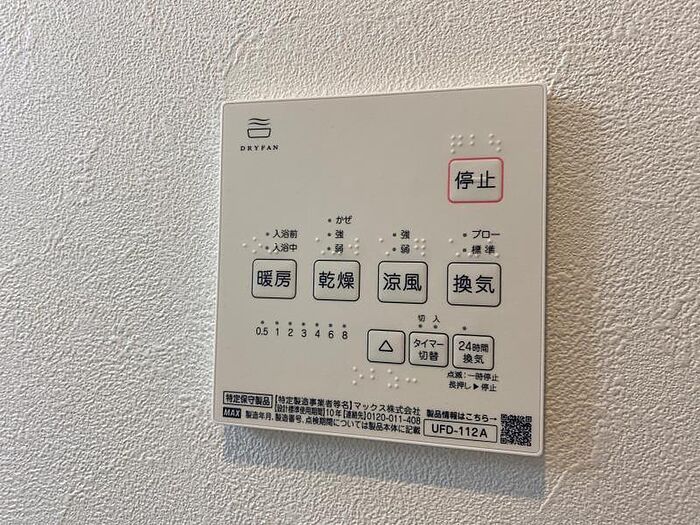 DRYFAN
停止
かぜ
入浴前 強 強 ブロー
入浴中 弱 弱 標準
暖房 乾燥 涼風 換気
0.5 1 2 3 4 6 8
切 入
△ タイマー切替 24時間換気
点滅:一時停止
長押し▶停止
特定保守製品 【特定製造事業者等名】マックス株式会社 製品情報はこちら→
【設計標準使用期間】10年【連絡先】0120-011-408
MAX 製造年月、製造番号、点検期間については製品本体に記載 UFD-112A